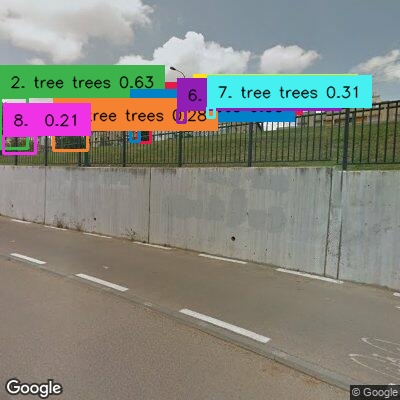 2. tree trees 0.63
6.
7. tree trees 0.31
8. 0.21
tree trees 0.28
Google
© Google